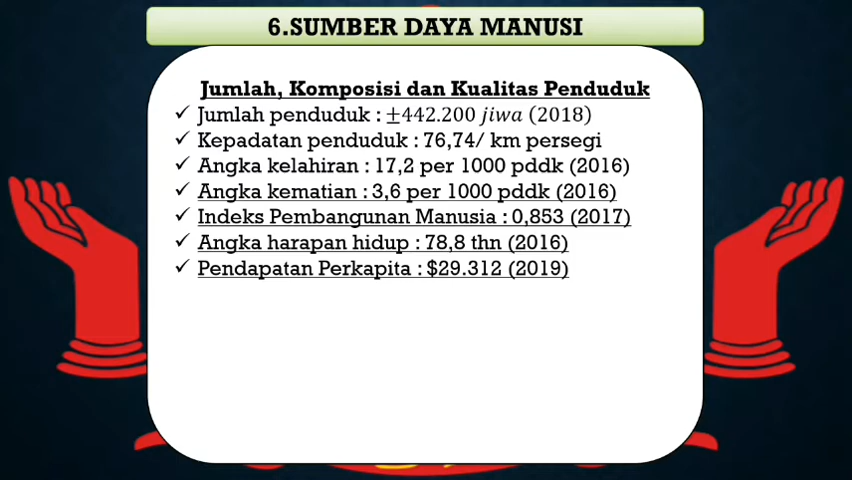 6.SUMBER DAYA MANUSI
Jumlah, Komposisi dan Kualitas Penduduk
✓ Jumlah penduduk : ±442.200 jiwa (2018)
✓ Kepadatan penduduk : 76,74/ km persegi
✓ Angka kelahiran : 17,2 per 1000 pddk (2016)
✓ Angka kematian : 3,6 per 1000 pddk (2016)
✓ Indeks Pembangunan Manusia : 0,853 (2017)
✓ Angka harapan hidup : 78,8 thn (2016)
✓ Pendapatan Perkapita : $29.312 (2019)